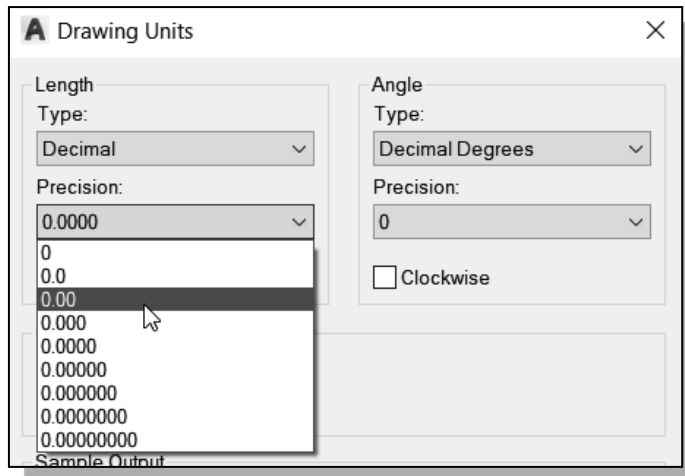 Drawing Units
Length
Type:
Decimal
Precision:
0.0000
0
0.0
0.00
0.000
0.0000
0.00000
0.000000
0.0000000
0.00000000
Angle
Type:
Decimal Degrees
Precision:
0
Clockwise
Sample Output